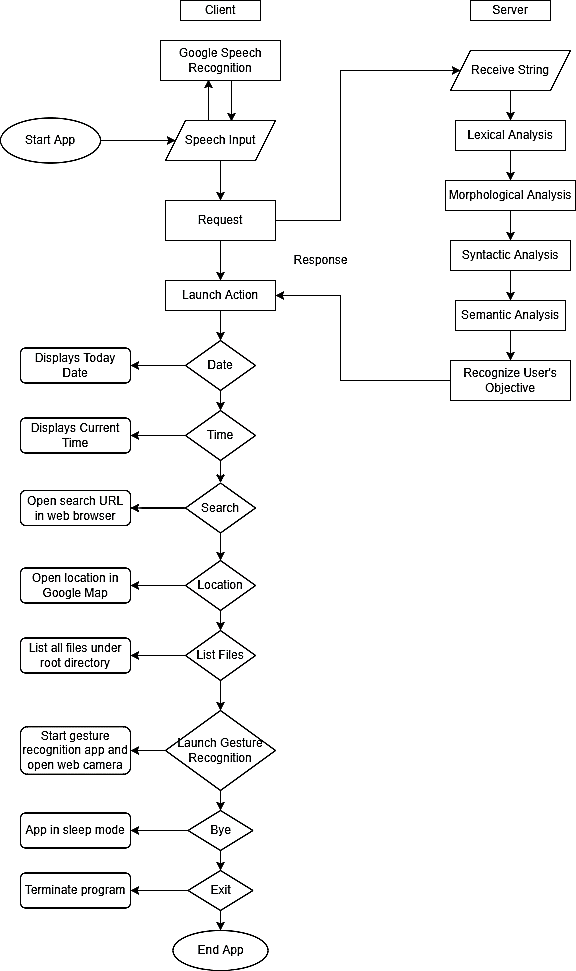 Client
Server
Google Speech
Recognition
Receive String
Start App
Speech Input
Lexical Analysis
Morphological Analysis
Request
Syntactic Analysis
Response
Launch Action
Semantic Analysis
Recognize User's
Objective
Displays Today
Date
Date
Displays Current
Time
Time
Open search URL
in web browser
Search
Open location in
Google Map
Location
List all files under
root directory
List Files
Start gesture
recognition app and
open web camera
Launch Gesture
Recognition
App in sleep mode
Bye
Terminate program
Exit
End App